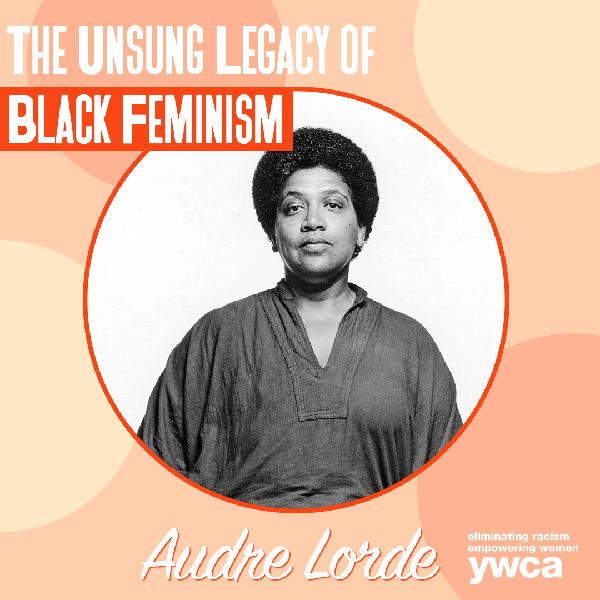 The Unsung Legacy of
Black Feminism
Audre Lorde
eliminating racism
empowering women
ywca